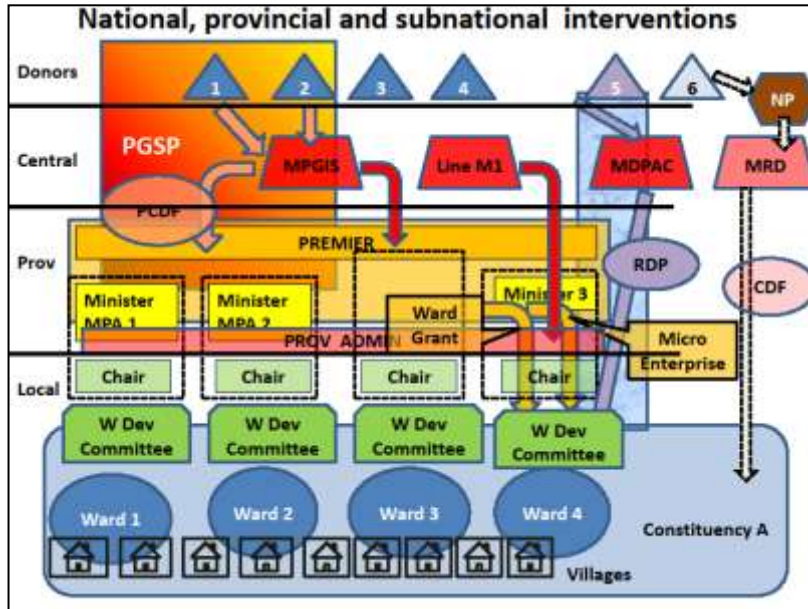 National, provincial and subnational interventions
Donors
1
2
3
4
5
6
NP
Central
PGSP
MPGIS
Line M1
MDPAC
MRD
PCDF
Prov
PREMIER
RDP
CDF
Minister
MPA 1
Minister
MPA 2
Minister 3
Ward
Grant
PROV ADMIN
Micro
Enterprise
Local
Chair
Chair
Chair
W Dev
Committee
W Dev
Committee
W Dev
Committee
W Dev
Committee
Ward 1
Ward 2
Ward 3
Ward 4
Constituency A
Villages